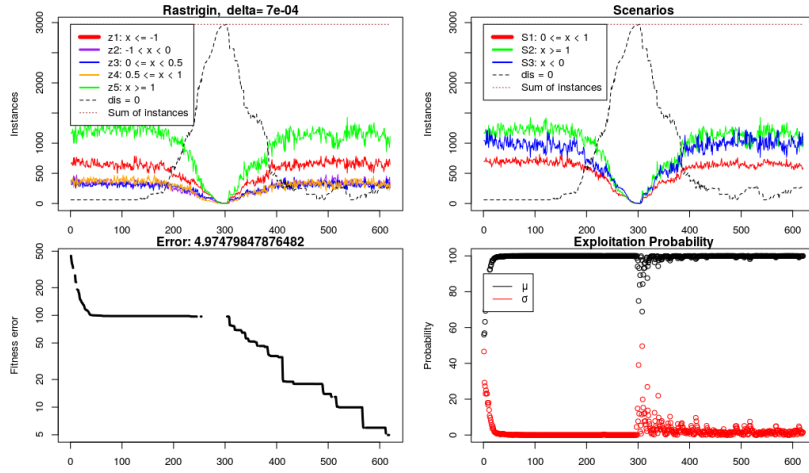 Rastrigin, delta= 7e-04
Instances
3000
2000
1000
500
0
z1: x <= -1
z2: -1 < x < 0
z3: 0 <= x < 0.5
z4: 0.5 <= x < 1
z5: x >= 1
dis = 0
Sum of instances
0 100 200 300 400 500 600
Scenarios
Instances
3000
2000
1000
500
0
S1: 0 <= x < 1
S2: x >= 1
S3: x < 0
dis = 0
Sum of instances
0 100 200 300 400 500 600
Error: 4.97479847876482
Fitness error
500
200
100
50
20
10
5
0 100 200 300 400 500 600
Exploitation Probability
Probability
100
80
60
40
20
0
μ
σ
0 100 200 300 400 500 600